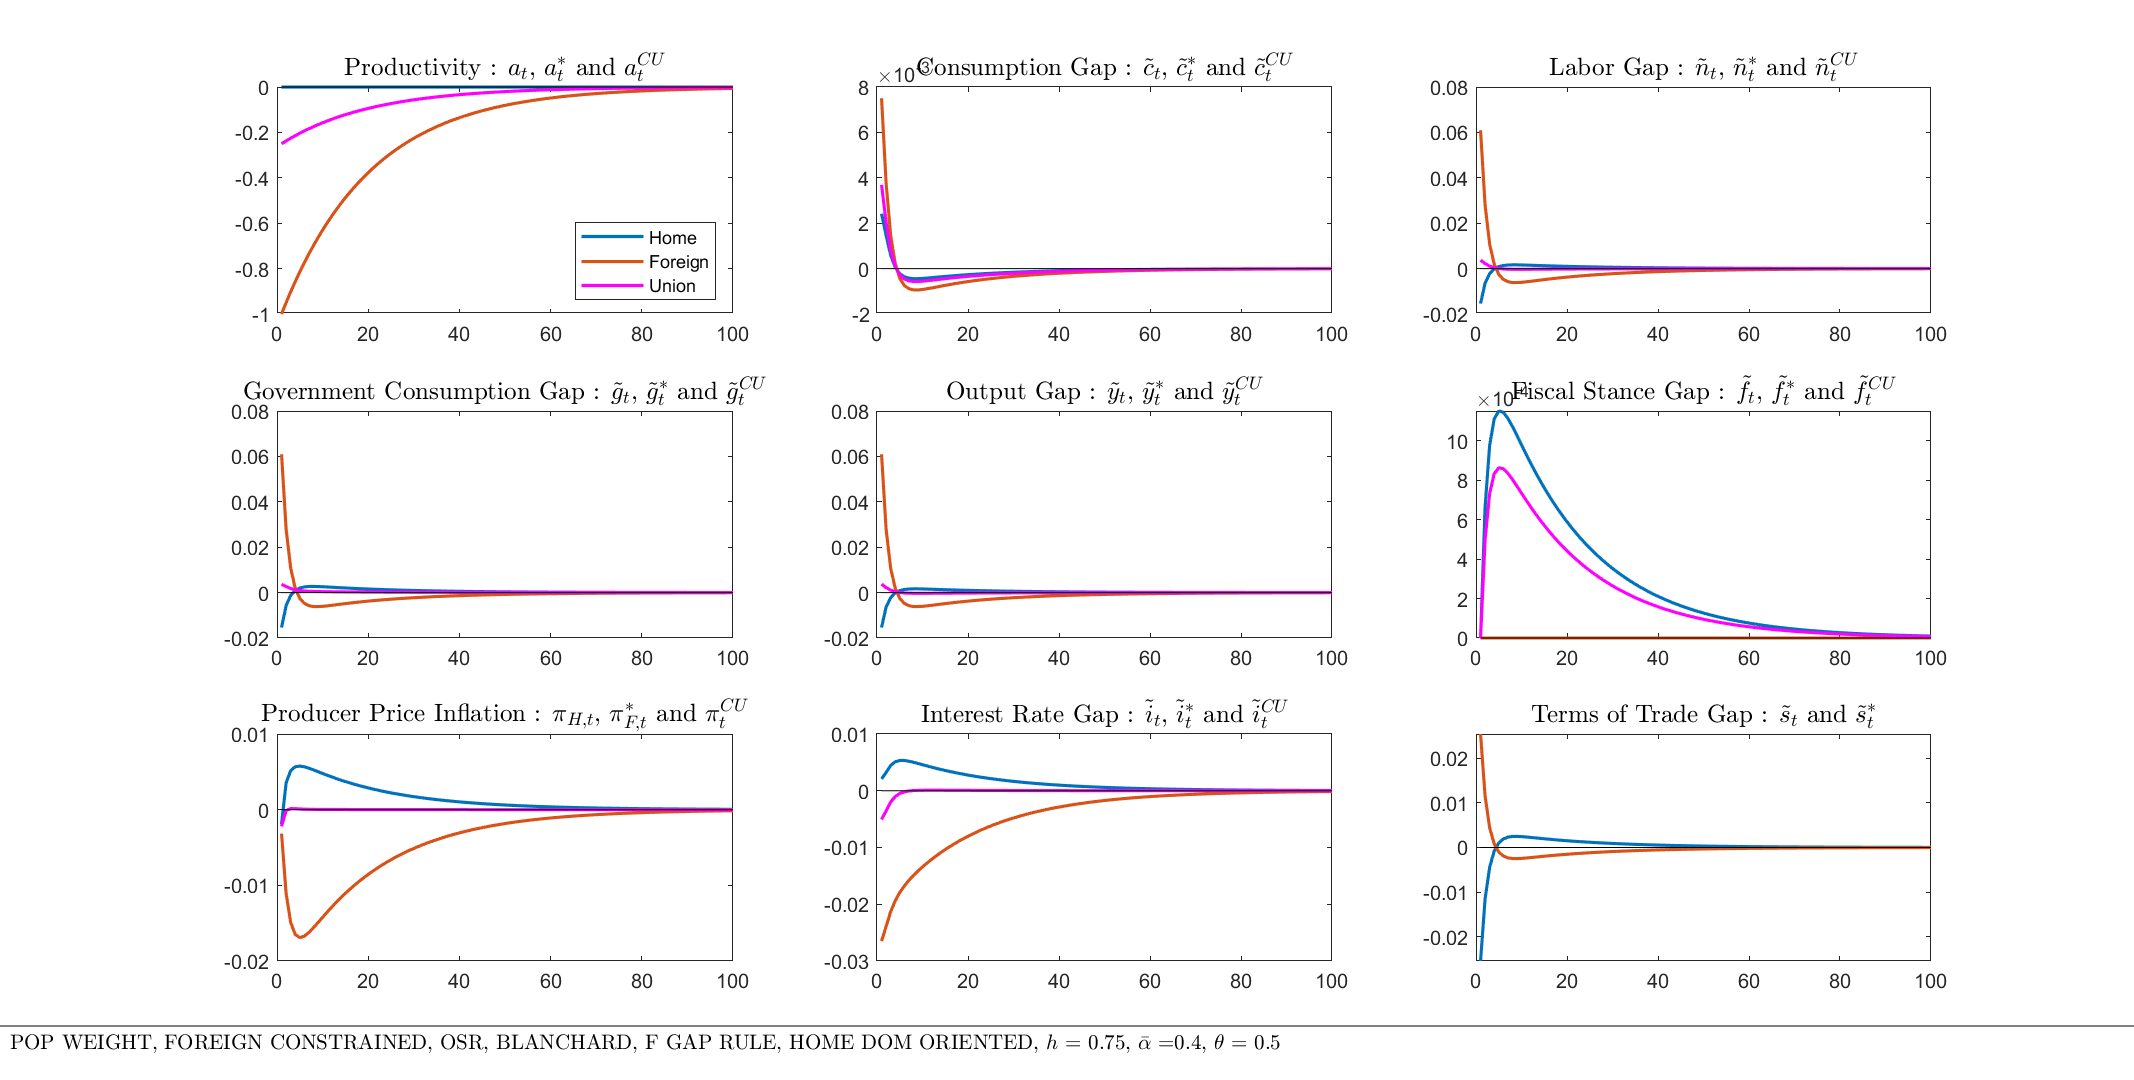 Productivity : a_t, a_t^* and a_t^{CU}
0
-0.2
-0.4
-0.6
-0.8
-1
0 20 40 60 80 100
Home
Foreign
Union
Consumption Gap : c̃_t, c̃_t^* and c̃_t^{CU}
8
6
4
2
0
-2
0 20 40 60 80 100
Labor Gap : ñ_t, ñ_t^* and ñ_t^{CU}
0.08
0.06
0.04
0.02
0
-0.02
0 20 40 60 80 100
Government Consumption Gap : g̃_t, g̃_t^* and g̃_t^{CU}
0.08
0.06
0.04
0.02
0
-0.02
0 20 40 60 80 100
Output Gap : ỹ_t, ỹ_t^* and ỹ_t^{CU}
0.08
0.06
0.04
0.02
0
-0.02
0 20 40 60 80 100
Fiscal Stance Gap : f̃_t, f̃_t^* and f̃_t^{CU}
10
8
6
4
2
0
0 20 40 60 80 100
Producer Price Inflation : π_{H,t}, π_{F,t}^* and π_t^{CU}
0.01
0
-0.01
-0.02
0 20 40 60 80 100
Interest Rate Gap : ĩ_t, ĩ_t^* and ĩ_t^{CU}
0.01
0
-0.01
-0.02
-0.03
0 20 40 60 80 100
Terms of Trade Gap : s̃_t and s̃_t^*
0.02
0.01
0
-0.01
-0.02
0 20 40 60 80 100
POP WEIGHT, FOREIGN CONSTRAINED, OSR, BLANCHARD, F GAP RULE, HOME DOM ORIENTED, h = 0.75, ᾱ =0.4, θ = 0.5